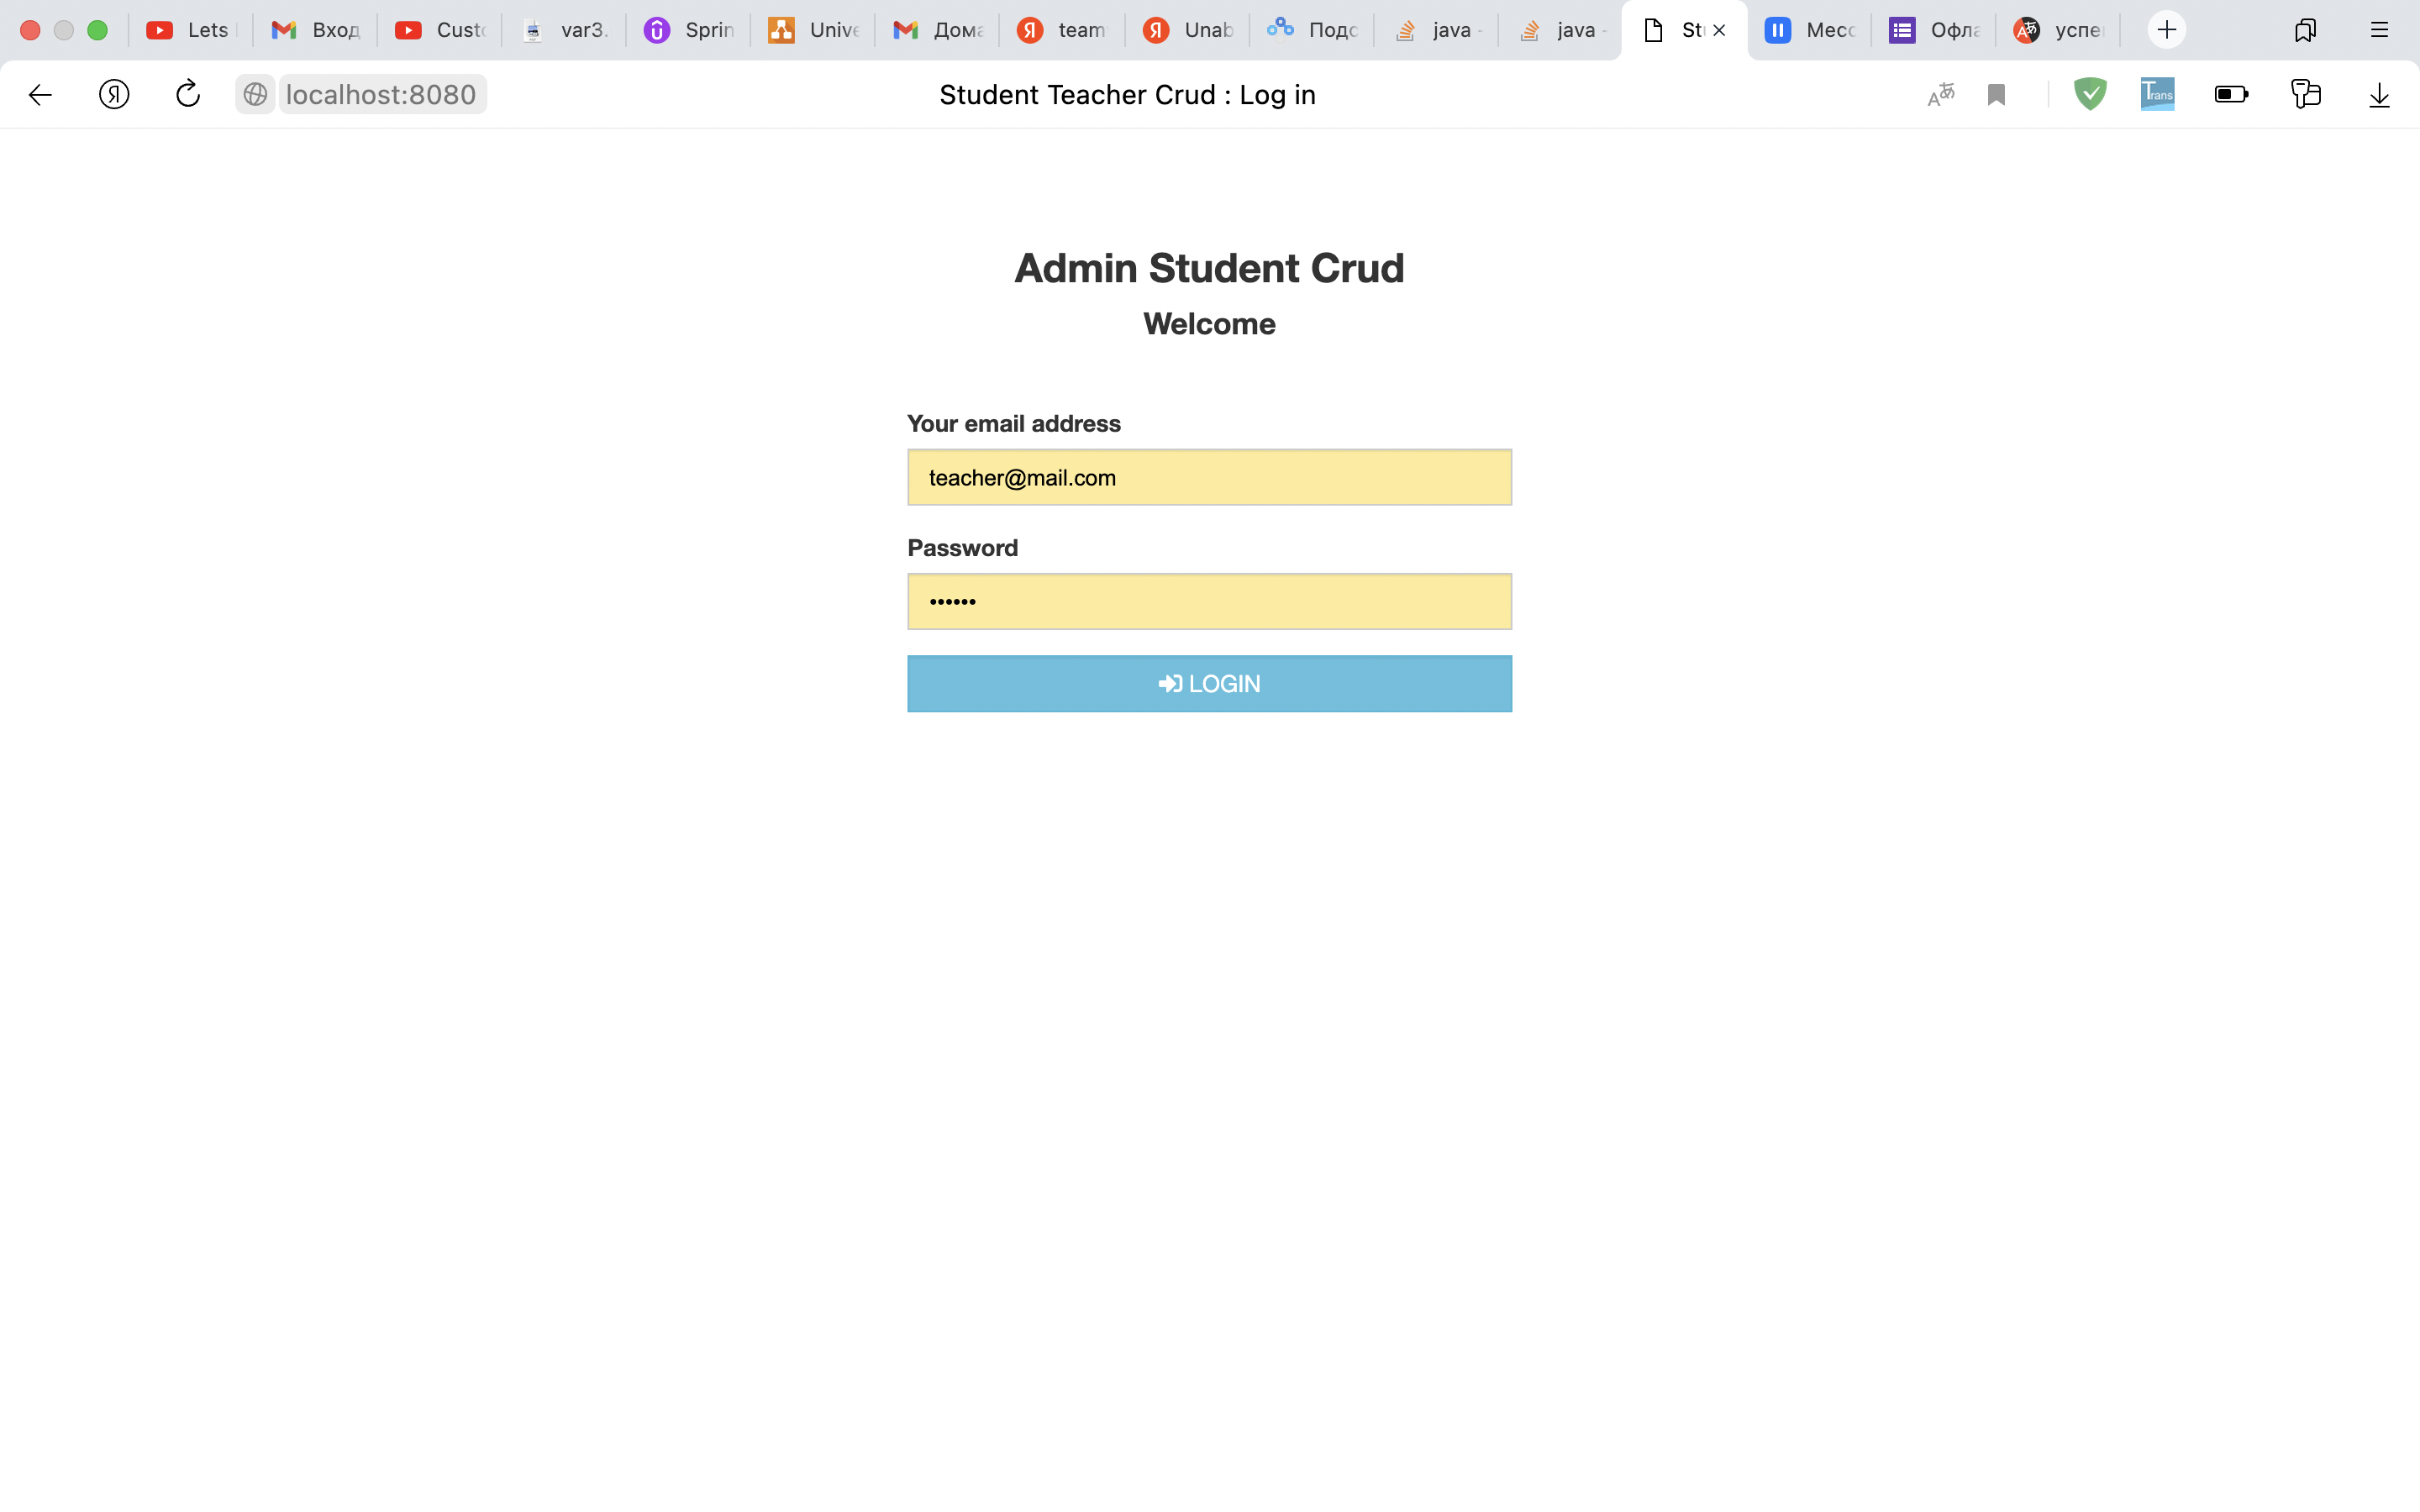 Lets
Вход
Custo
var3.
Sprin
Unive
Дома
team
Unab
Подс
java -
java -
St
Месс
Офла
успе
localhost:8080
Student Teacher Crud : Log in
Trans
Admin Student Crud
Welcome
Your email address
teacher@mail.com
Password
••••••
LOGIN